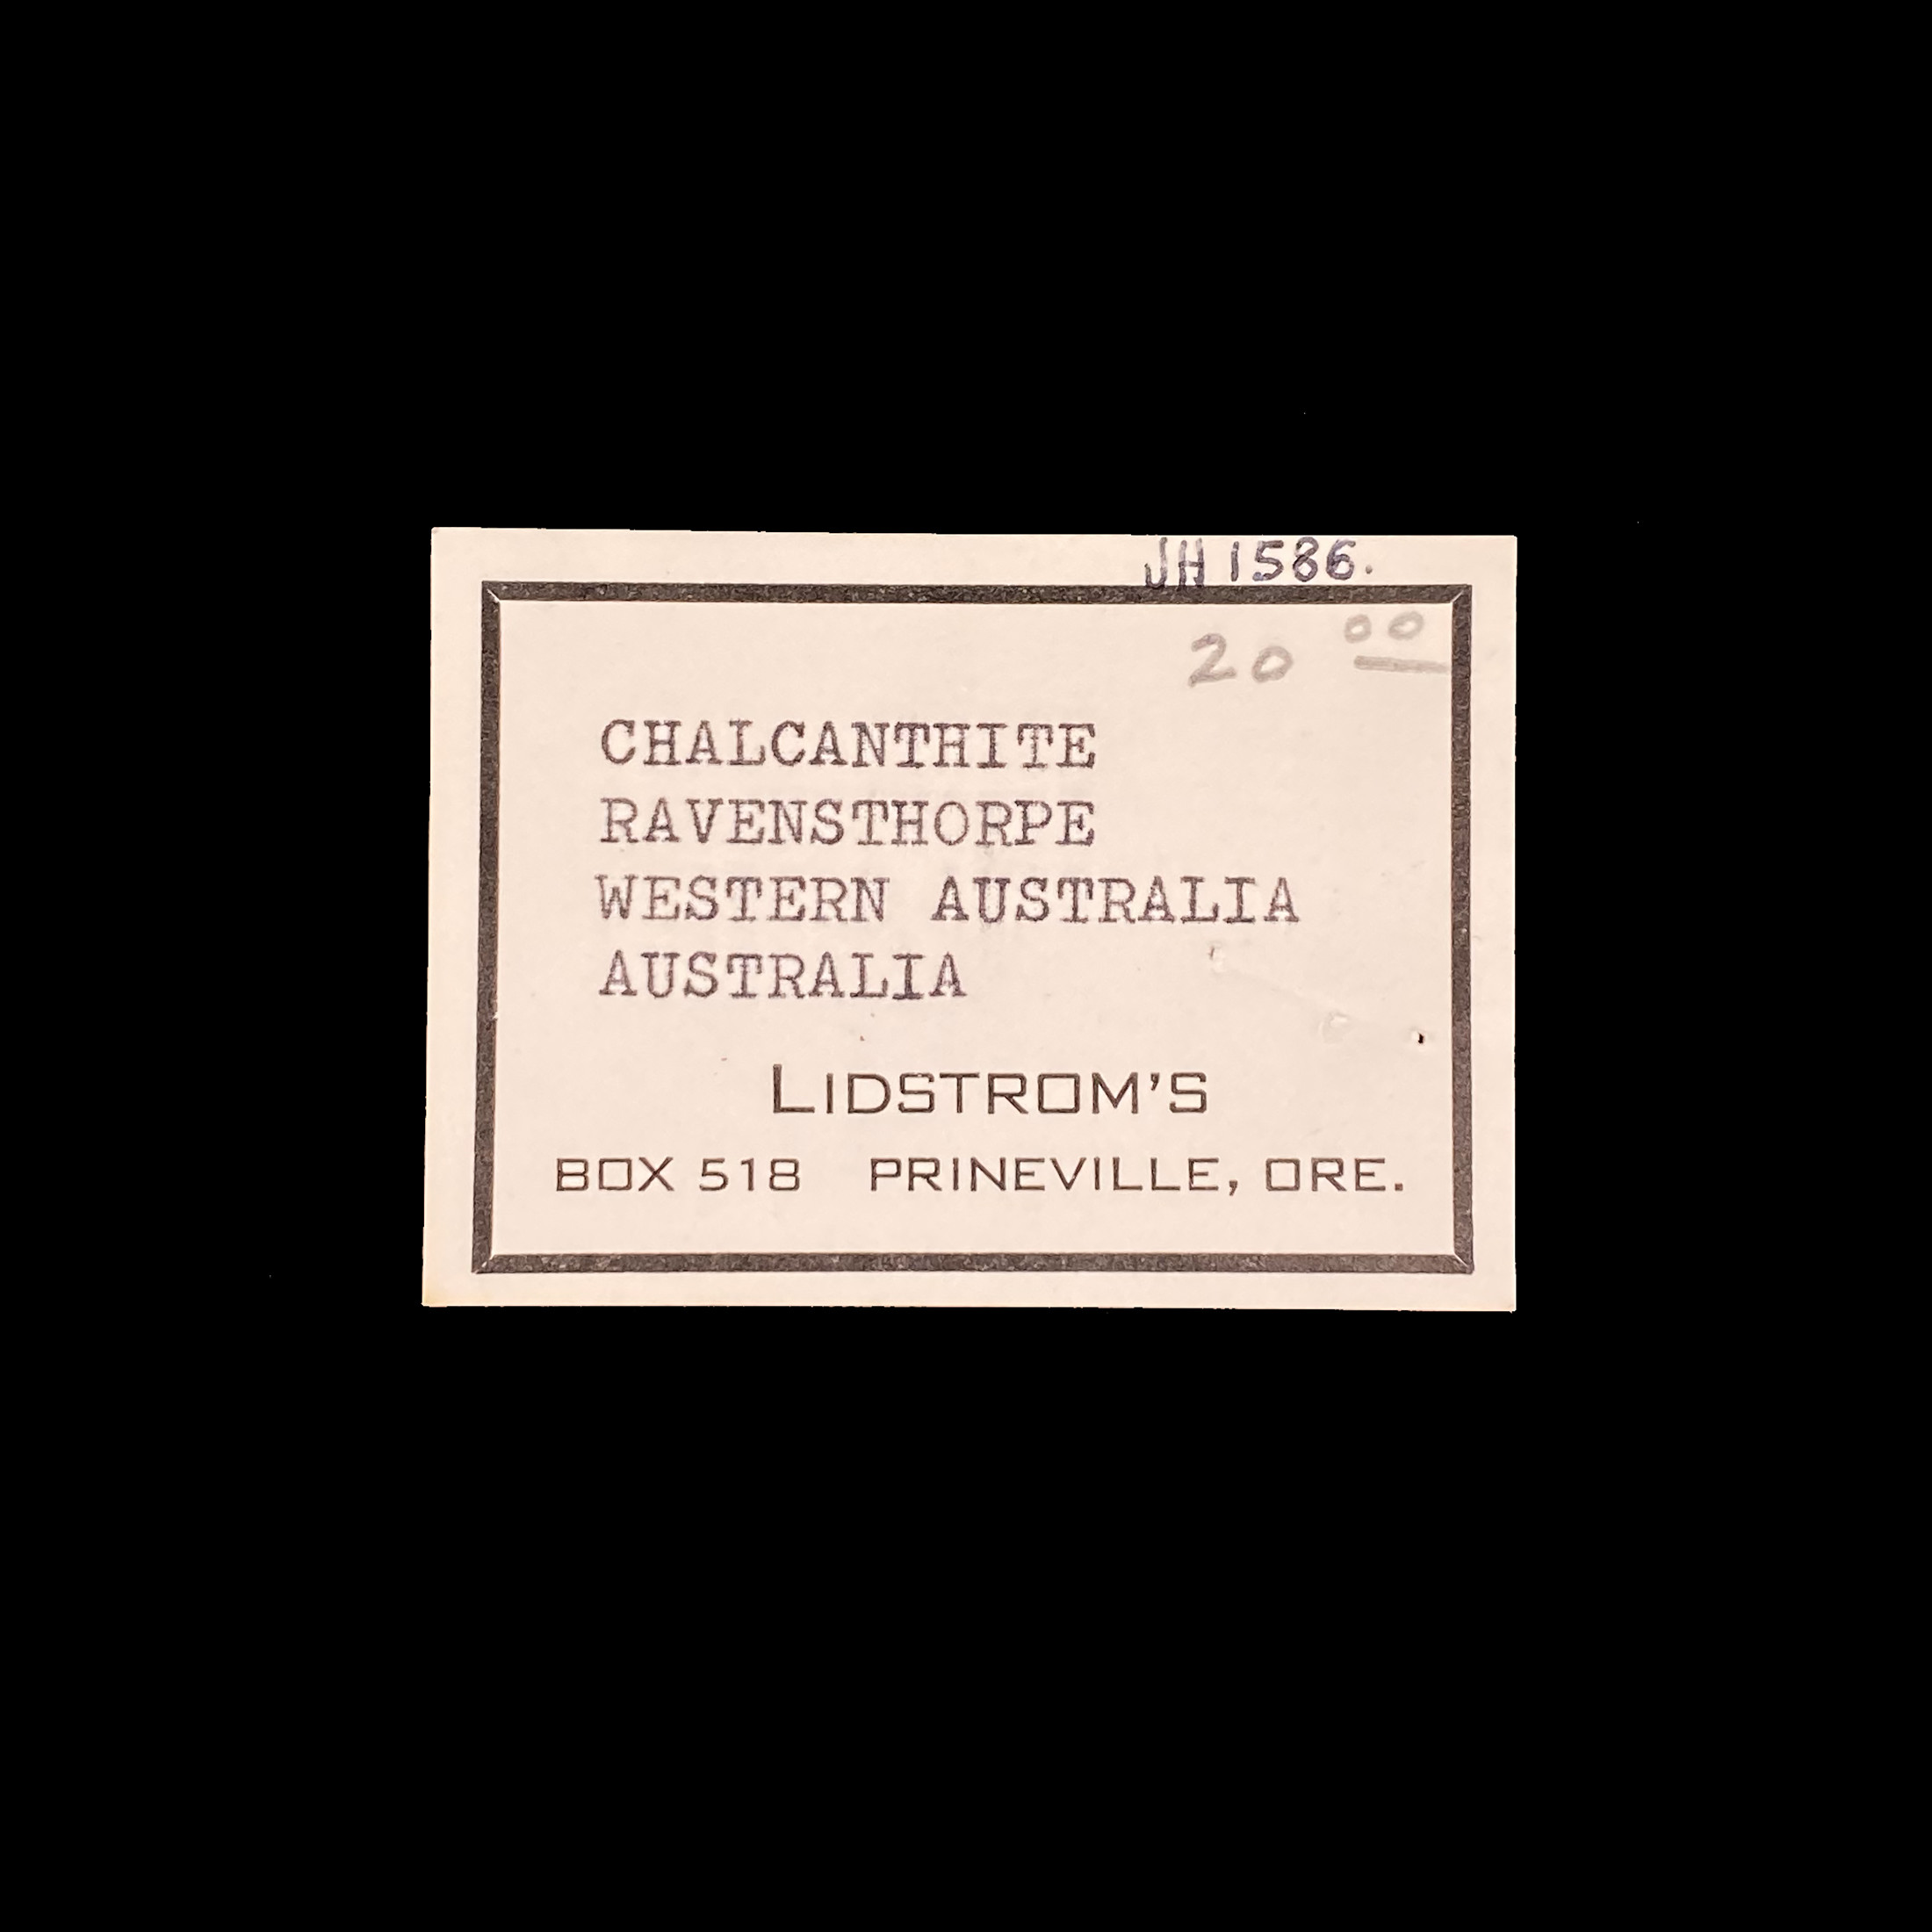 JH 1586.
20 00
CHALCANTHITE
RAVENSTHORPE
WESTERN AUSTRALIA
AUSTRALIA
LIDSTROM'S
BOX 518 PRINEVILLE, ORE.